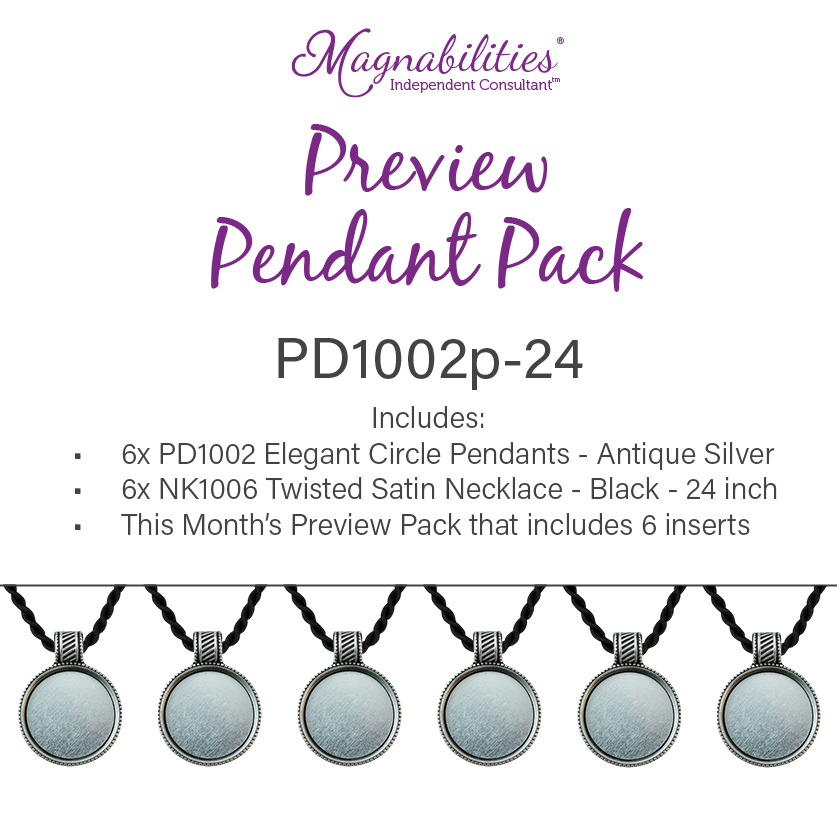 Magnabilities®
Independent Consultant™
Preview
Pendant Pack
PD1002p-24
Includes:
▪ 6x PD1002 Elegant Circle Pendants - Antique Silver
▪ 6x NK1006 Twisted Satin Necklace - Black - 24 inch
▪ This Month’s Preview Pack that includes 6 inserts